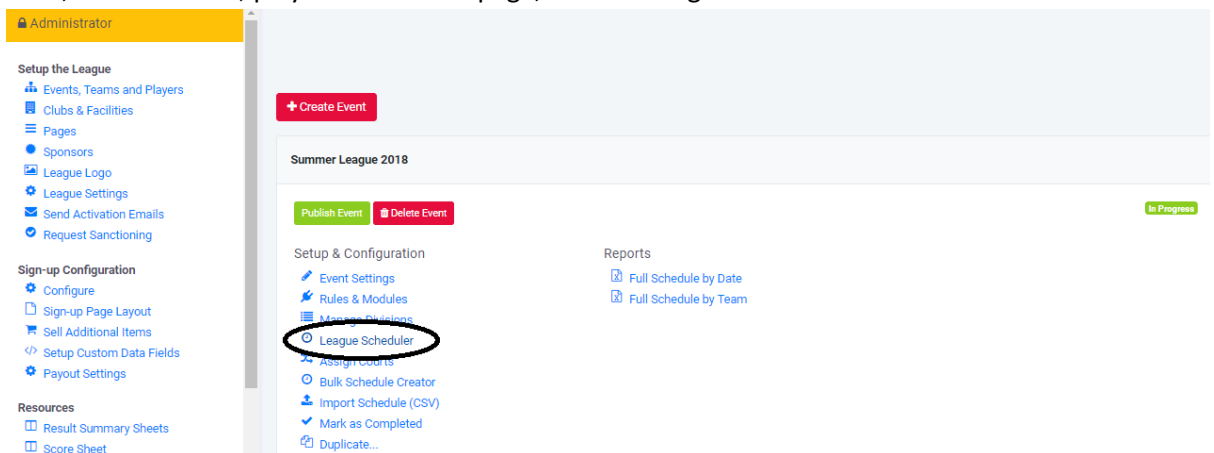 Administrator
Setup the League
Events, Teams and Players
Clubs & Facilities
Pages
Sponsors
League Logo
League Settings
Send Activation Emails
Request Sanctioning
Sign-up Configuration
Configure
Sign-up Page Layout
Sell Additional Items
Setup Custom Data Fields
Payout Settings
Resources
Result Summary Sheets
Score Sheet
+ Create Event
Summer League 2018
Publish Event Delete Event In Progress
Setup & Configuration
Event Settings
Rules & Modules
Manage Divisions
League Scheduler
Assign Courts
Bulk Schedule Creator
Import Schedule (CSV)
Mark as Completed
Duplicate...
Reports
Full Schedule by Date
Full Schedule by Team